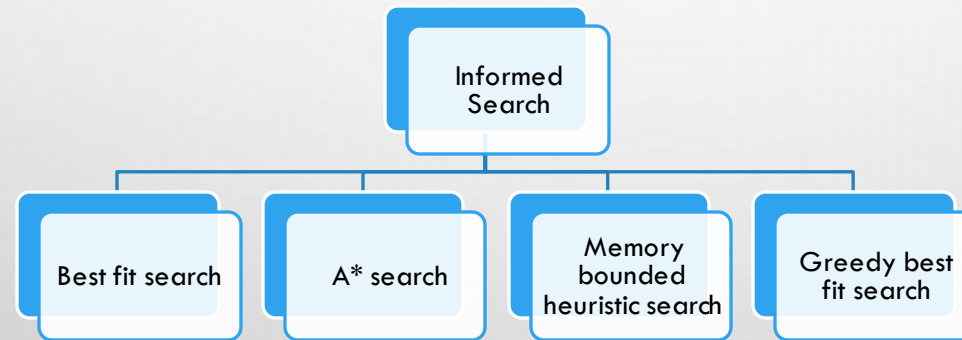 Informed
Search
Best fit search
A* search
Memory
bounded
heuristic search
Greedy best
fit search